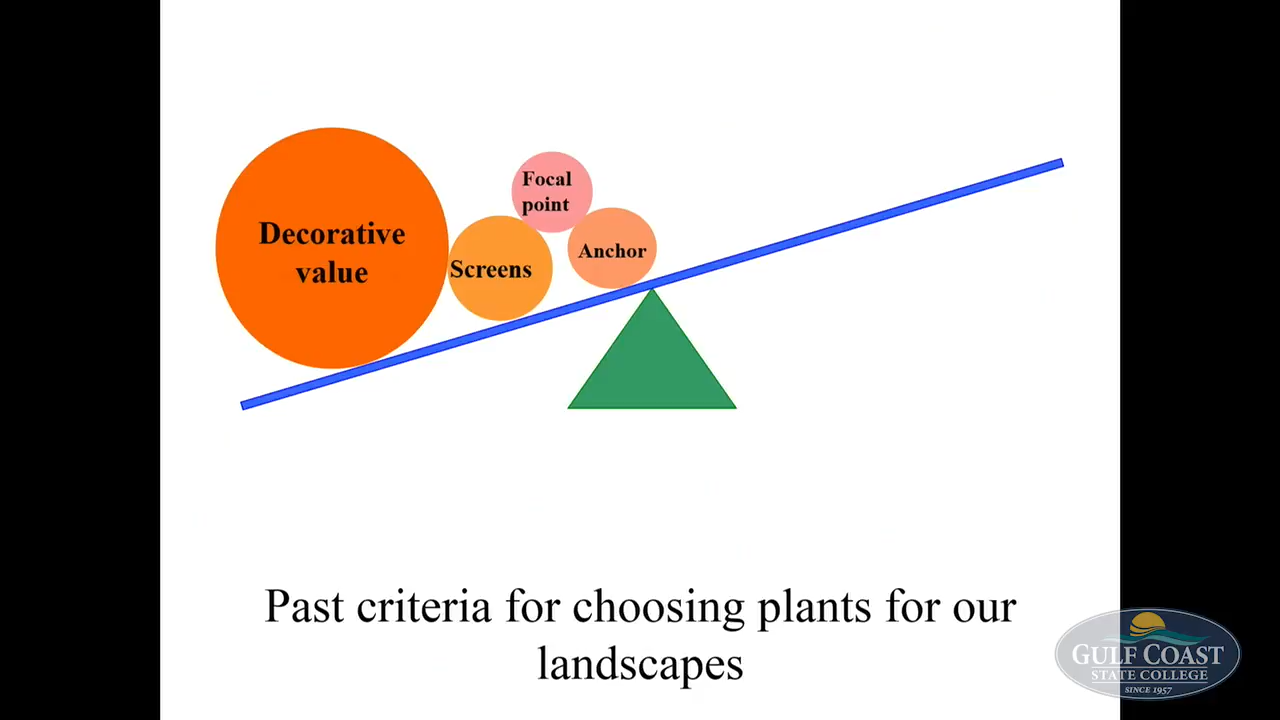 Focal
point
Decorative
value
Screens
Anchor
Past criteria for choosing plants for our
landscapes
GULF COAST
STATE COLLEGE
SINCE 1957